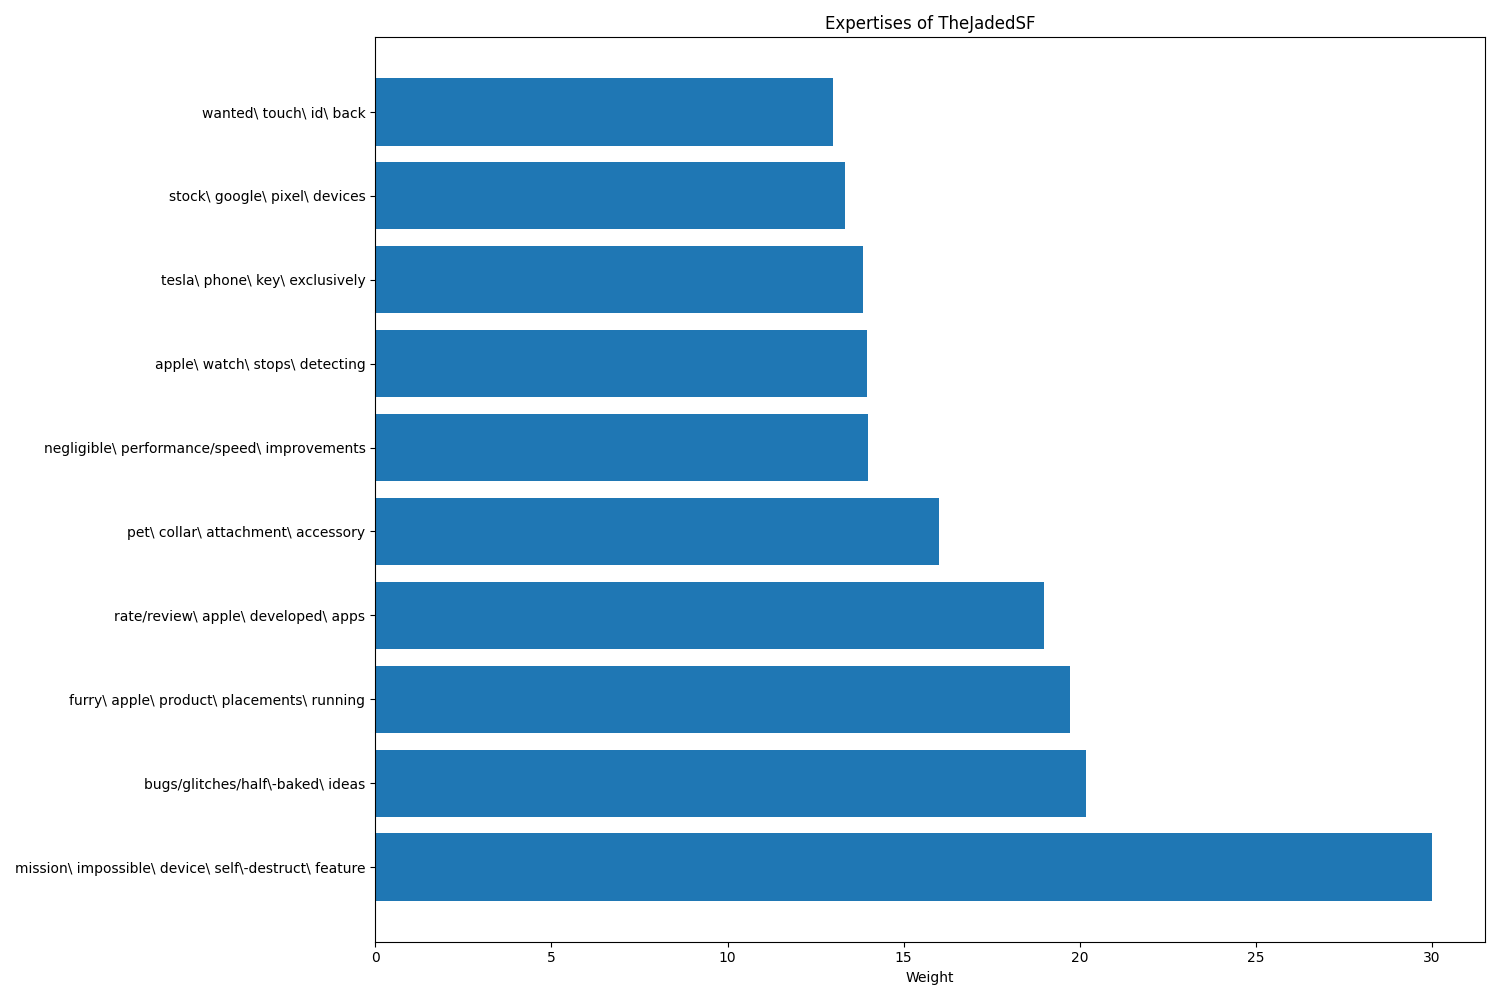 Expertises of TheJadedSF
wanted\ touch\ id\ back
stock\ google\ pixel\ devices
tesla\ phone\ key\ exclusively
apple\ watch\ stops\ detecting
negligible\ performance/speed\ improvements
pet\ collar\ attachment\ accessory
rate/review\ apple\ developed\ apps
furry\ apple\ product\ placements\ running
bugs/glitches/half\-baked\ ideas
mission\ impossible\ device\ self\-destruct\ feature
0 5 10 15 20 25 30
Weight